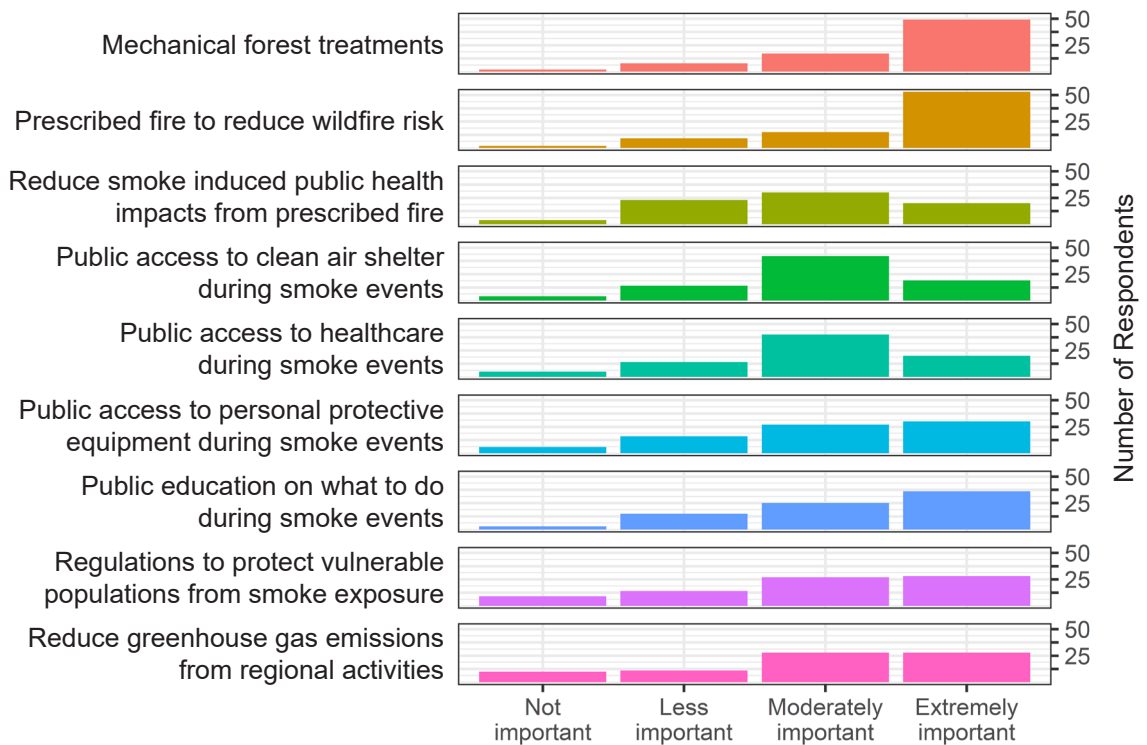 Mechanical forest treatments
50
25
Prescribed fire to reduce wildfire risk
50
25
Reduce smoke induced public health
impacts from prescribed fire
50
25
Public access to clean air shelter
during smoke events
50
25
Public access to healthcare
during smoke events
50
25
Public access to personal protective
equipment during smoke events
50
25
Public education on what to do
during smoke events
50
25
Regulations to protect vulnerable
populations from smoke exposure
50
25
Reduce greenhouse gas emissions
from regional activities
50
25
Number of Respondents
Not
important
Less
important
Moderately
important
Extremely
important